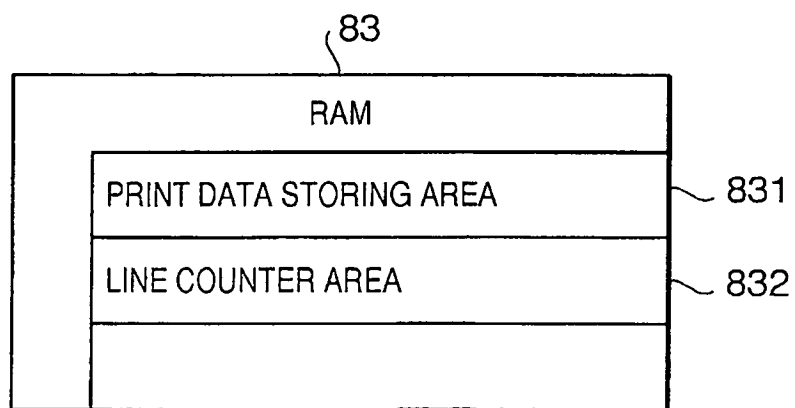 83
RAM
PRINT DATA STORING AREA
831
LINE COUNTER AREA
832